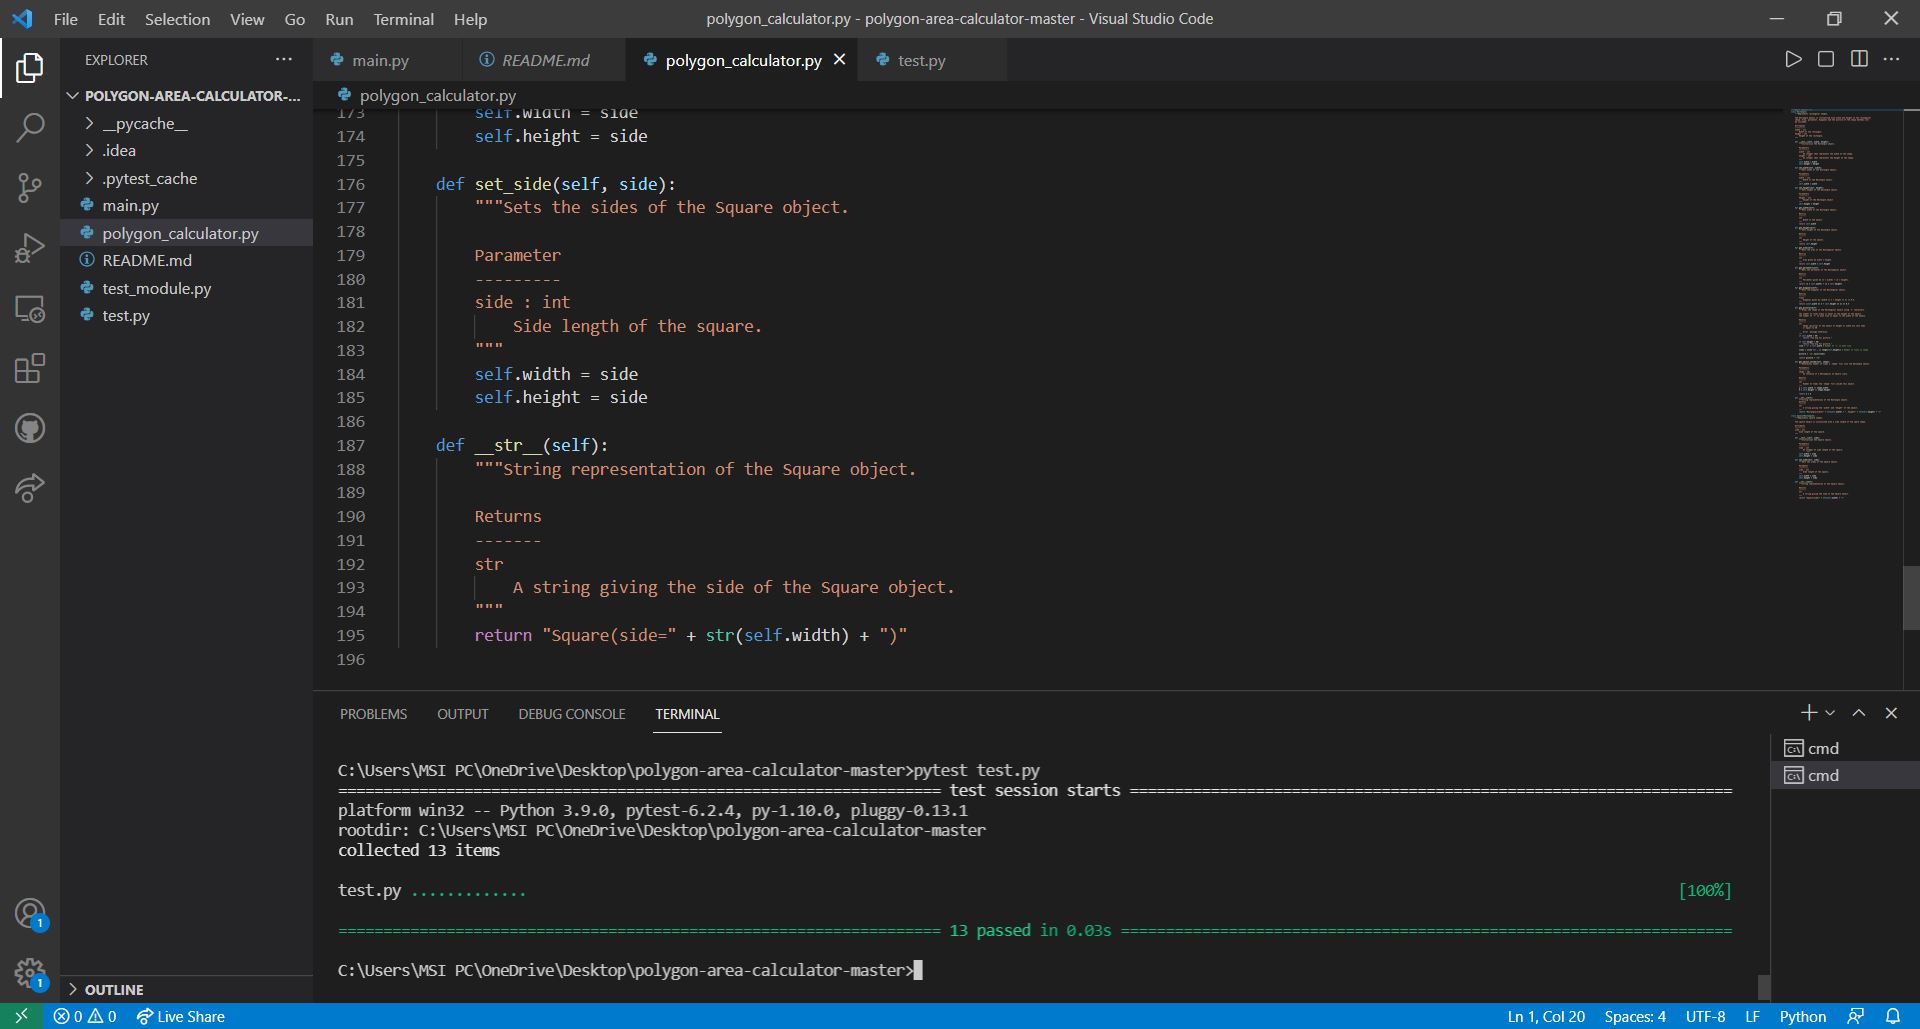 File Edit Selection View Go Run Terminal Help
polygon_calculator.py - polygon-area-calculator-master - Visual Studio Code
EXPLORER
POLYGON-AREA-CALCULATOR-...
__pycache__
.idea
.pytest_cache
main.py
polygon_calculator.py
README.md
test_module.py
test.py
OUTLINE
main.py README.md polygon_calculator.py test.py
polygon_calculator.py
173 self.width = side
174 self.height = side
175
176 def set_side(self, side):
177 """Sets the sides of the Square object.
178
179 Parameter
180 ---------
181 side : int
182 Side length of the square.
183 """
184 self.width = side
185 self.height = side
186
187 def __str__(self):
188 """String representation of the Square object.
189
190 Returns
191 -------
192 str
193 A string giving the side of the Square object.
194 """
195 return "Square(side=" + str(self.width) + ")"
196
PROBLEMS OUTPUT DEBUG CONSOLE TERMINAL
cmd
cmd
C:\Users\MSI PC\OneDrive\Desktop\polygon-area-calculator-master>pytest test.py
=================================================================== test session starts ===================================================================
platform win32 -- Python 3.9.0, pytest-6.2.4, py-1.10.0, pluggy-0.13.1
rootdir: C:\Users\MSI PC\OneDrive\Desktop\polygon-area-calculator-master
collected 13 items
test.py ............. [100%]
=================================================================== 13 passed in 0.03s ====================================================================
C:\Users\MSI PC\OneDrive\Desktop\polygon-area-calculator-master>
1
1
0 0 Live Share Ln 1, Col 20 Spaces: 4 UTF-8 LF Python